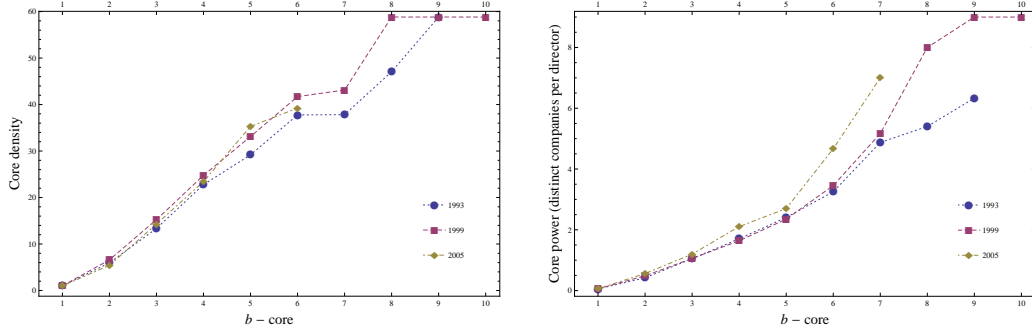 1 2 3 4 5 6 7 8 9 10
60
50
40
30
20
10
0
Core density
1993
1999
2005
1 2 3 4 5 6 7 8 9 10
b - core
1 2 3 4 5 6 7 8 9 10
8
6
4
2
0
Core power (distinct companies per director)
1993
1999
2005
1 2 3 4 5 6 7 8 9 10
b - core